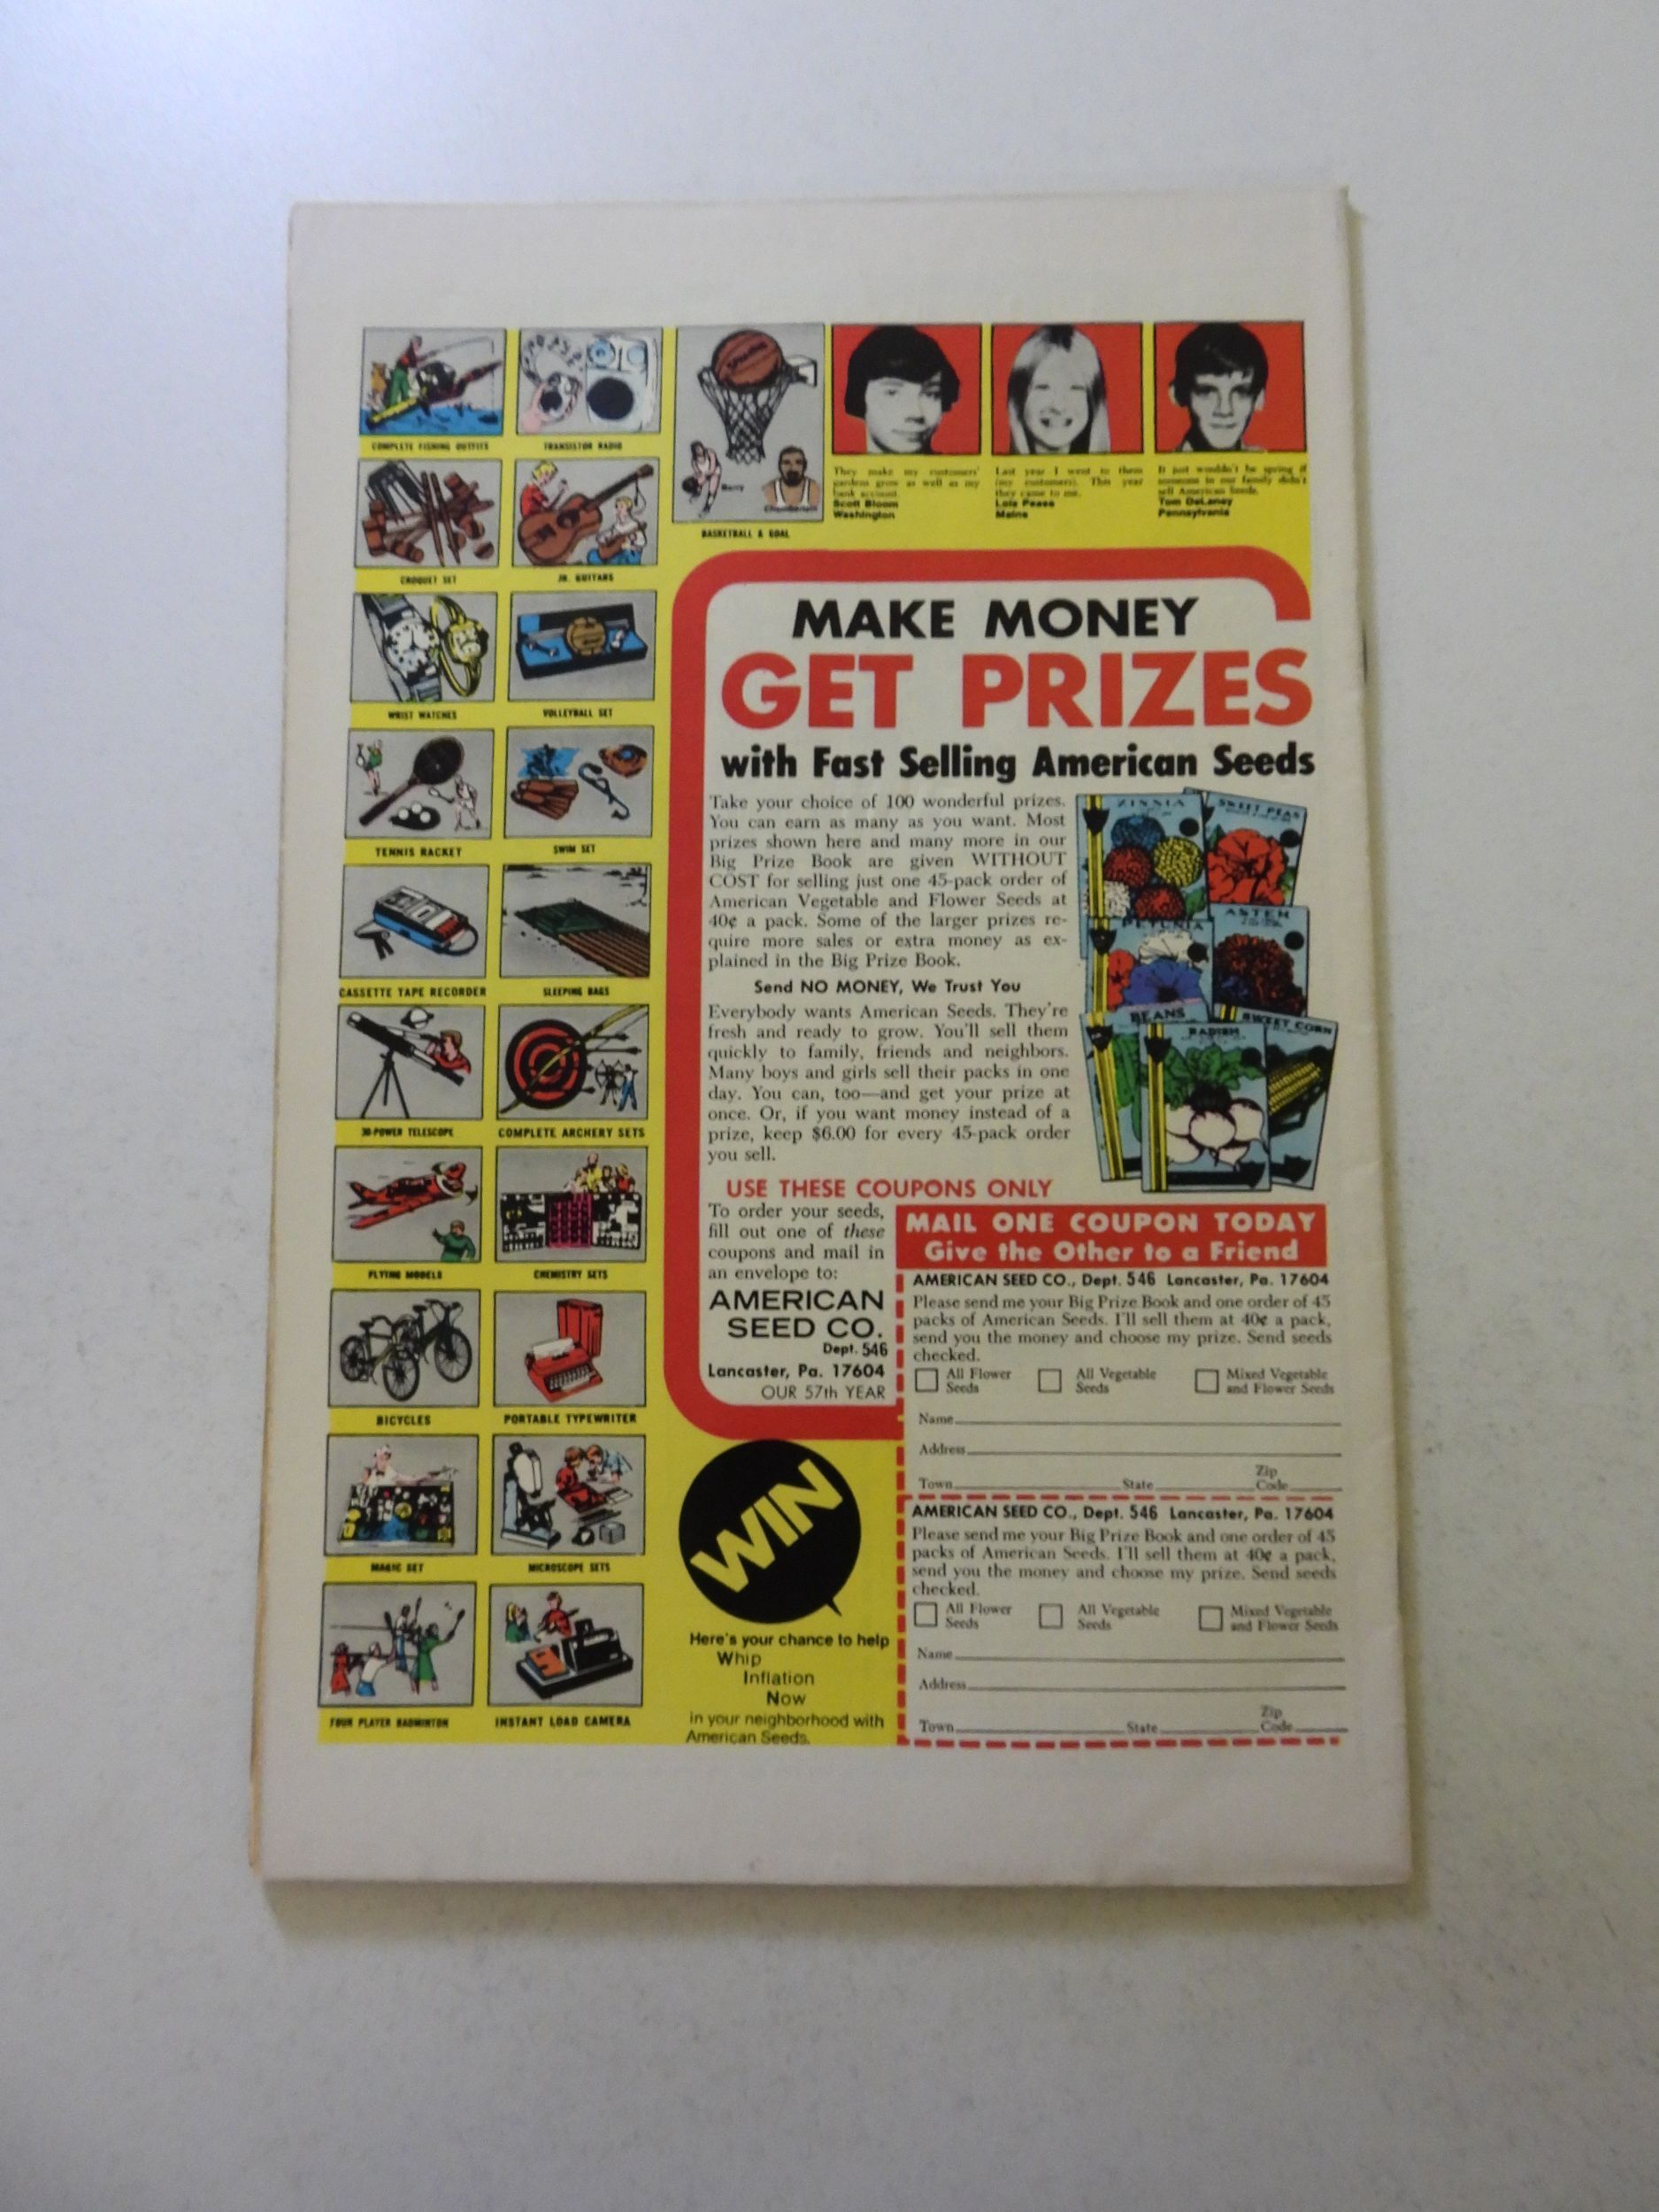 COMPLETE FISHING OUTFITS
TRANSISTOR RADIO
CROQUET SET
JR. GUITARS
WRIST WATCHES
VOLLEYBALL SET
TENNIS RACKET
SWIM SET
CASSETTE TAPE RECORDER
SLEEPING BAGS
30-POWER TELESCOPE
COMPLETE ARCHERY SETS
FLYING MODELS
CHEMISTRY SETS
BICYCLES
PORTABLE TYPEWRITER
MAGIC SET
MICROSCOPE SETS
FOUR PLAYER BADMINTON
INSTANT LOAD CAMERA
Spalding
Barry
Chamberlain
BASKETBALL & GOAL
They make my customers'
gardens grow as well as my
bank account.
Scott Bloom
Washington
Last year I went to them
(my customers). This year
they came to me.
Lois Pease
Maine
It just wouldn't be spring if
someone in our family didn't
sell American Seeds.
Tom DeLaney
Pennsylvania
MAKE MONEY
GET PRIZES
with Fast Selling American Seeds
Take your choice of 100 wonderful prizes.
You can earn as many as you want. Most
prizes shown here and many more in our
Big Prize Book are given WITHOUT
COST for selling just one 45-pack order of
American Vegetable and Flower Seeds at
40¢ a pack. Some of the larger prizes re-
quire more sales or extra money as ex-
plained in the Big Prize Book.
Send NO MONEY, We Trust You
Everybody wants American Seeds. They're
fresh and ready to grow. You'll sell them
quickly to family, friends and neighbors.
Many boys and girls sell their packs in one
day. You can, too—and get your prize at
once. Or, if you want money instead of a
prize, keep $6.00 for every 45-pack order
you sell.
ZINNIA
SWEET PEAS
PETUNIA
ASTER
BEANS
RADISH
SWEET CORN
USE THESE COUPONS ONLY
To order your seeds,
fill out one of these
coupons and mail in
an envelope to:
AMERICAN
SEED CO.
Dept. 546
Lancaster, Pa. 17604
OUR 57th YEAR
MAIL ONE COUPON TODAY
Give the Other to a Friend
AMERICAN SEED CO., Dept. 546 Lancaster, Pa. 17604
Please send me your Big Prize Book and one order of 45
packs of American Seeds. I'll sell them at 40¢ a pack,
send you the money and choose my prize. Send seeds
checked.
All Flower Seeds
All Vegetable Seeds
Mixed Vegetable and Flower Seeds
Name
Address
Town State Zip Code
AMERICAN SEED CO., Dept. 546 Lancaster, Pa. 17604
Please send me your Big Prize Book and one order of 45
packs of American Seeds. I'll sell them at 40¢ a pack,
send you the money and choose my prize. Send seeds
checked.
All Flower Seeds
All Vegetable Seeds
Mixed Vegetable and Flower Seeds
Name
Address
Town State Zip Code
WIN
Here's your chance to help
Whip
Inflation
Now
in your neighborhood with
American Seeds.